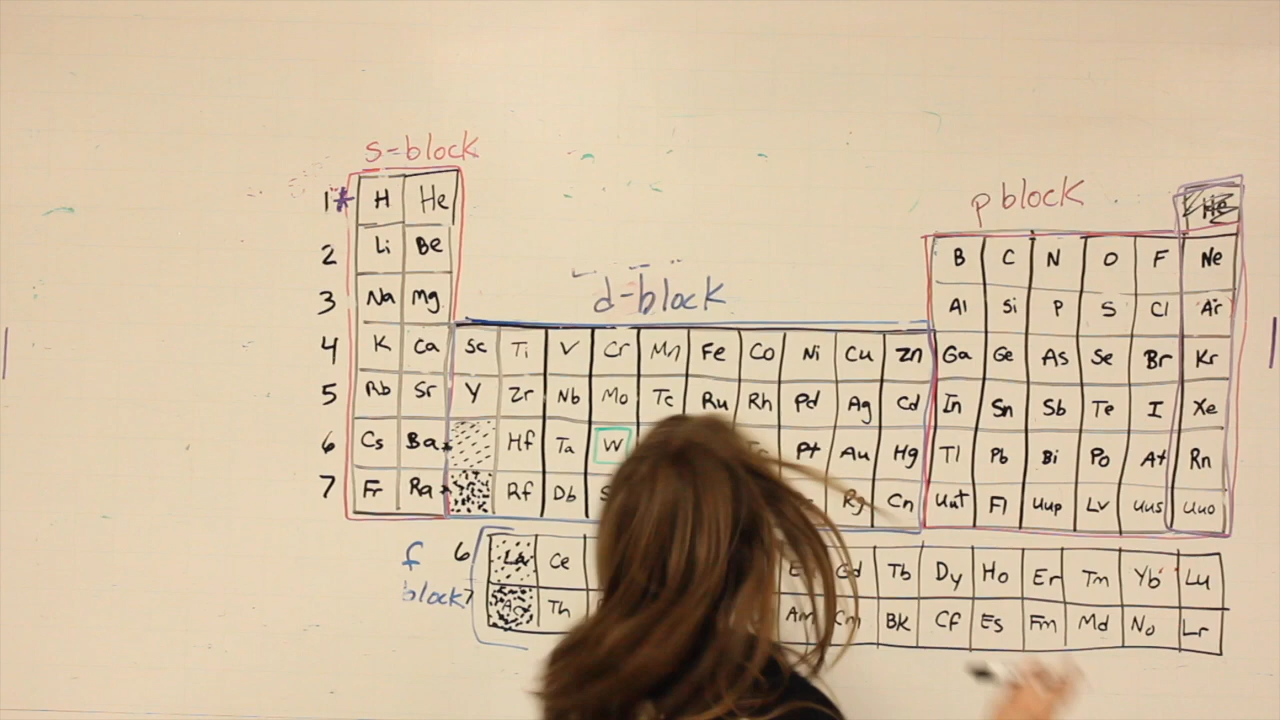 s-block
p block
1* H He
2 Li Be B C N O F Ne
3 Na Mg Al Si P S Cl Ar
d-block
4 K Ca Sc Ti V Cr Mn Fe Co Ni Cu Zn Ga Ge As Se Br Kr
5 Rb Sr Y Zr Nb Mo Tc Ru Rh Pd Ag Cd In Sn Sb Te I Xe
6 Cs Ba Hf Ta W Pt Au Hg Tl Pb Bi Po At Rn
7 Fr Ra Rf Db Rg Cn Uut Fl Uup Lv Uus Uuo
f 6 La Ce Gd Tb Dy Ho Er Tm Yb Lu
block 7 Ac Th Am Cm Bk Cf Es Fm Md No Lr